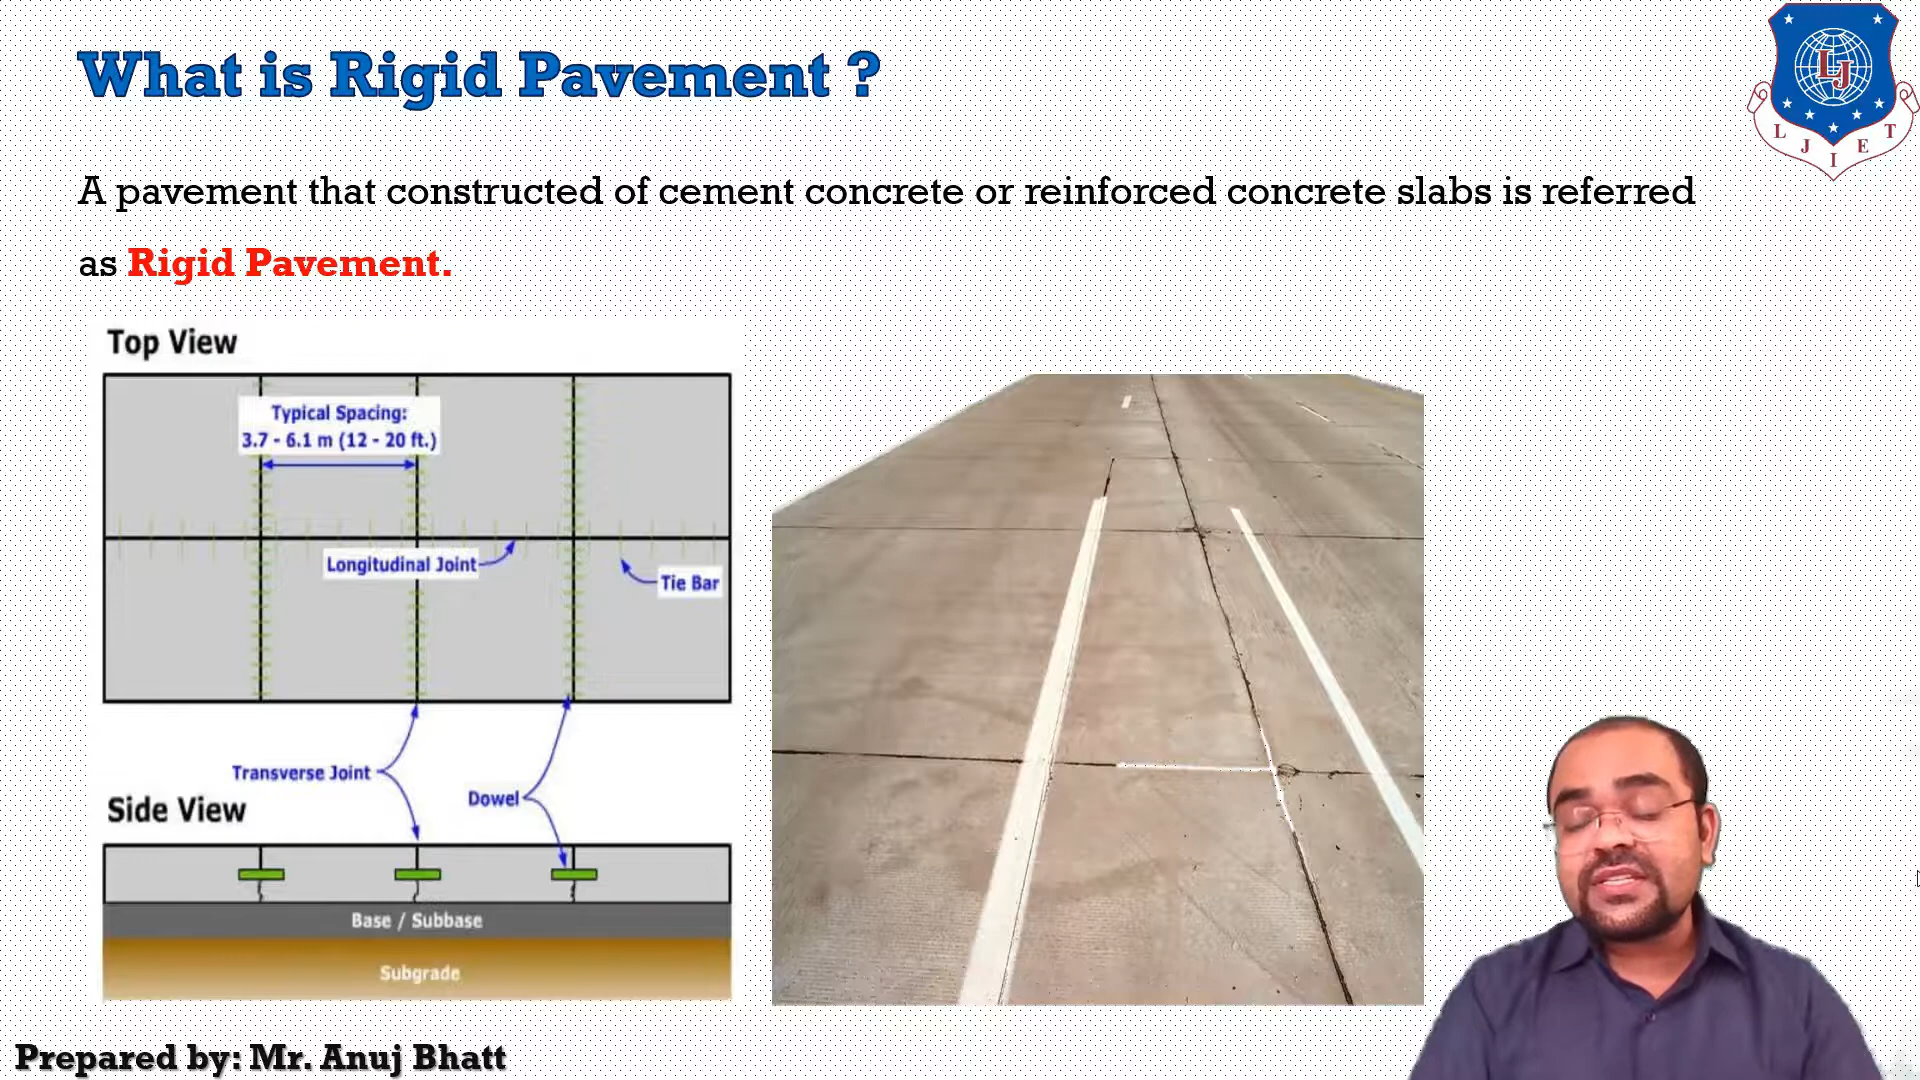 What is Rigid Pavement ?
L J I E T
LJ
A pavement that constructed of cement concrete or reinforced concrete slabs is referred
as Rigid Pavement.
Top View
Typical Spacing:
3.7 - 6.1 m (12 - 20 ft.)
Longitudinal Joint
Tie Bar
Transverse Joint
Dowel
Side View
Base / Subbase
Subgrade
Prepared by: Mr. Anuj Bhatt